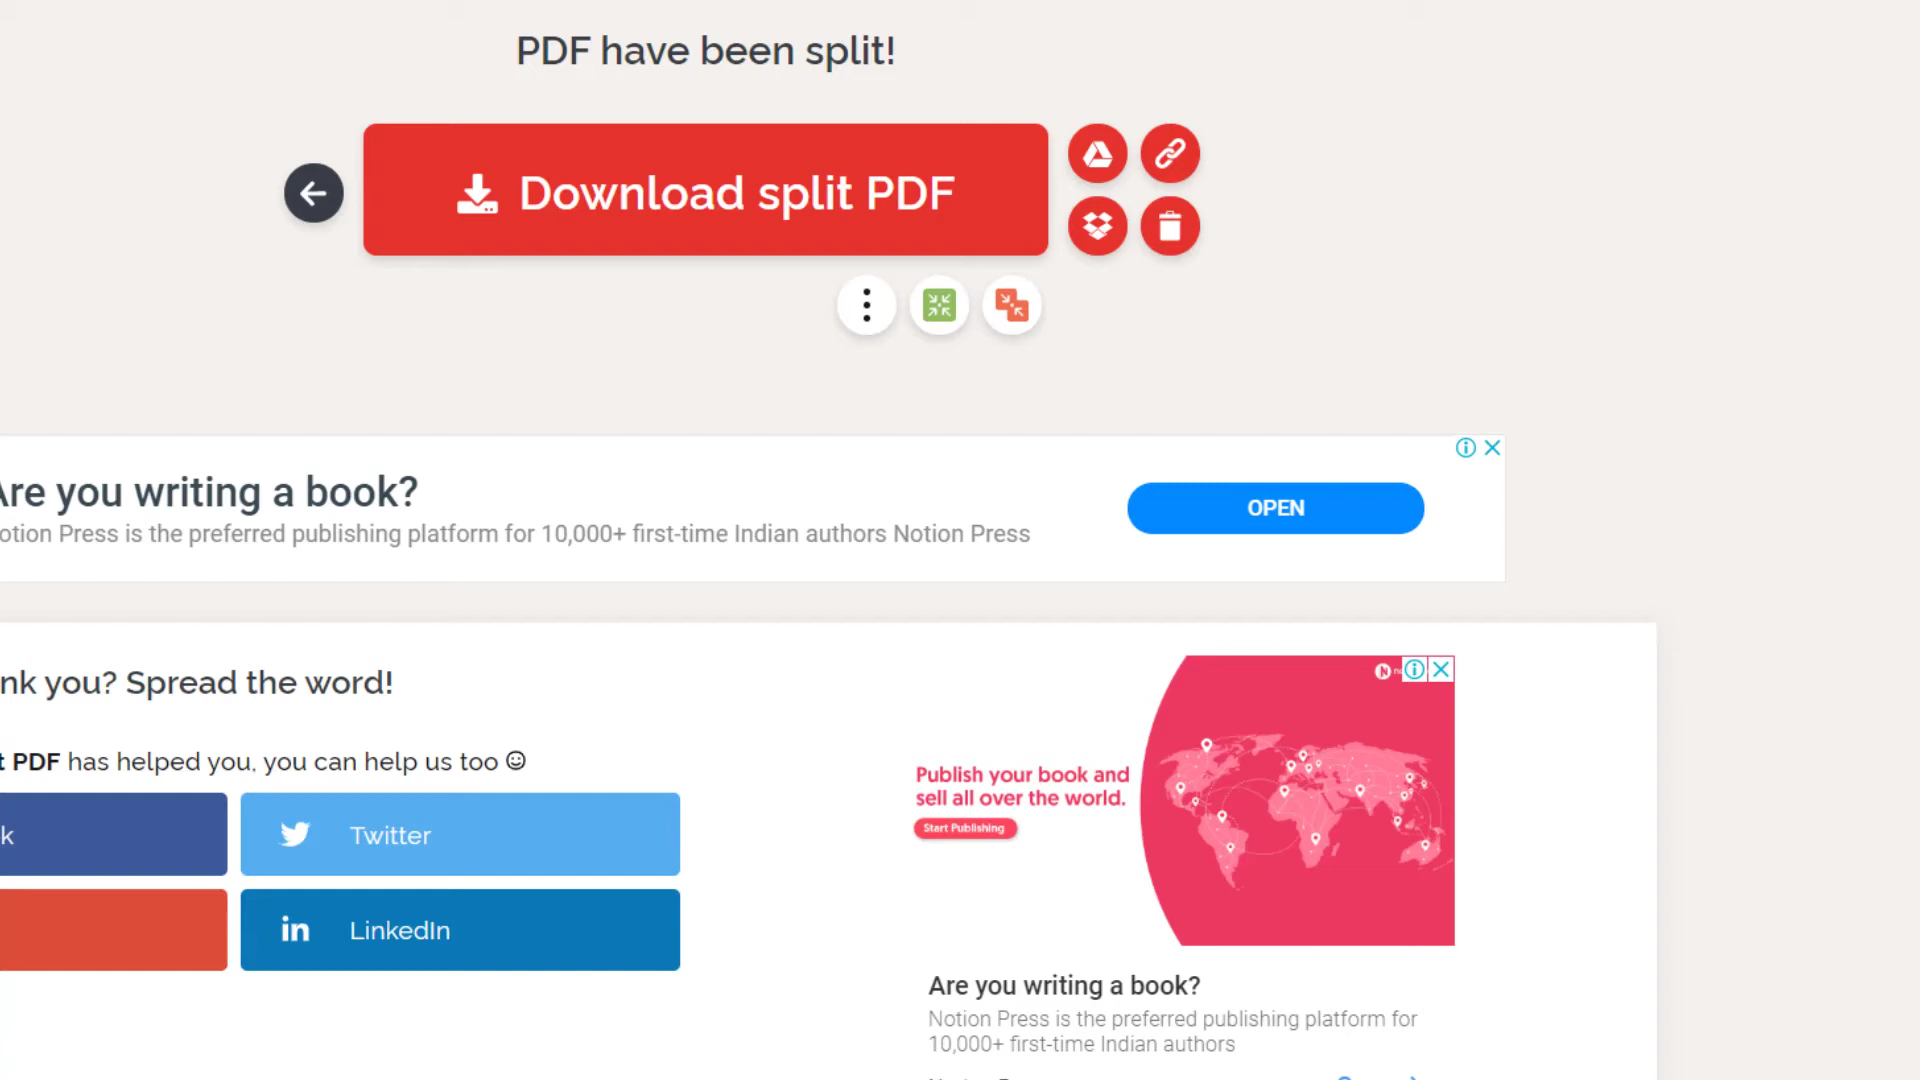 PDF have been split!
Download split PDF
Are you writing a book?
otion Press is the preferred publishing platform for 10,000+ first-time Indian authors Notion Press
OPEN
nk you? Spread the word!
t PDF has helped you, you can help us too
k
Twitter
LinkedIn
Publish your book and
sell all over the world.
Start Publishing
Are you writing a book?
Notion Press is the preferred publishing platform for
10,000+ first-time Indian authors